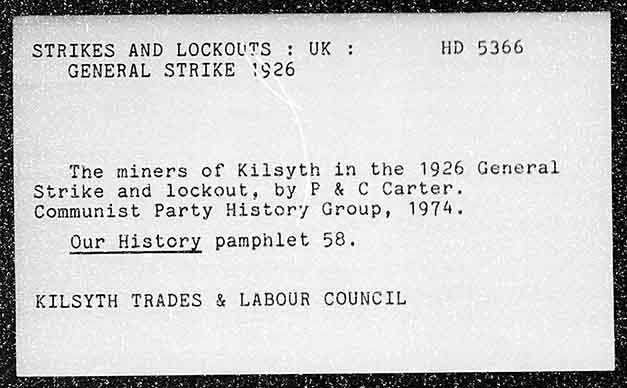 STRIKES AND LOCKOUTS : UK : HD 5366
GENERAL STRIKE 1926
The miners of Kilsyth in the 1926 General
Strike and lockout, by P & C Carter.
Communist Party History Group, 1974.
Our History pamphlet 58.
KILSYTH TRADES & LABOUR COUNCIL